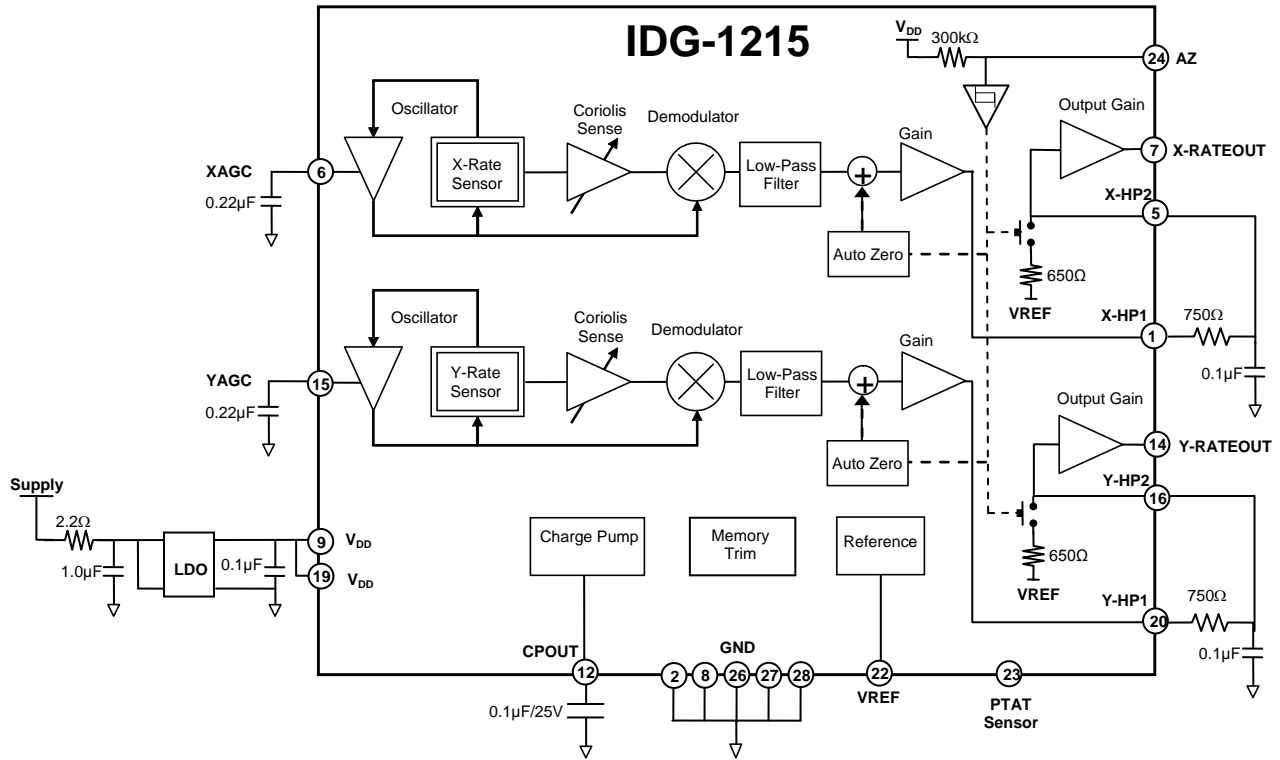 IDG-1215
VDD
300kΩ
24
AZ
Oscillator
Coriolis
Sense
Demodulator
Gain
Output Gain
XAGC
6
0.22µF
X-Rate
Sensor
Low-Pass
Filter
+
7
X-RATEOUT
X-HP2
5
Auto Zero
650Ω
VREF
X-HP1
1
750Ω
0.1µF
Oscillator
Coriolis
Sense
Demodulator
Gain
YAGC
15
0.22µF
Y-Rate
Sensor
Low-Pass
Filter
+
Output Gain
14
Y-RATEOUT
Auto Zero
Y-HP2
16
Supply
2.2Ω
1.0µF
LDO
0.1µF
9
VDD
19
VDD
Charge Pump
Memory
Trim
Reference
650Ω
VREF
Y-HP1
20
750Ω
0.1µF
CPOUT
12
0.1µF/25V
GND
2
8
26
27
28
22
VREF
23
PTAT
Sensor